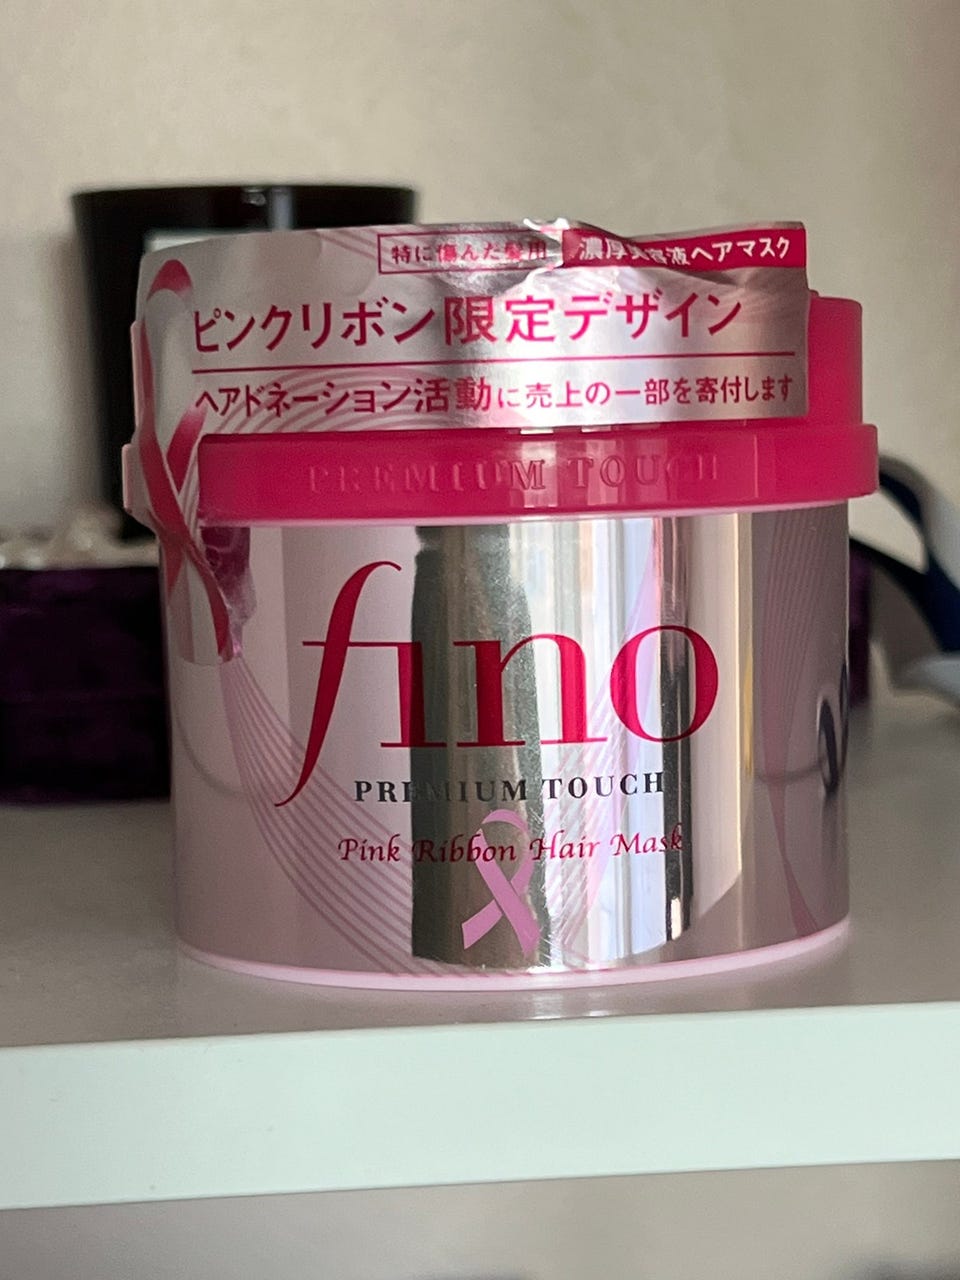 特に傷んだ髪用 濃厚美容液ヘアマスク
ピンクリボン限定デザイン
ヘアドネーション活動に売上の一部を寄付します
PREMIUM TOUCH
fino
PREMIUM TOUCH
Pink Ribbon Hair Mask